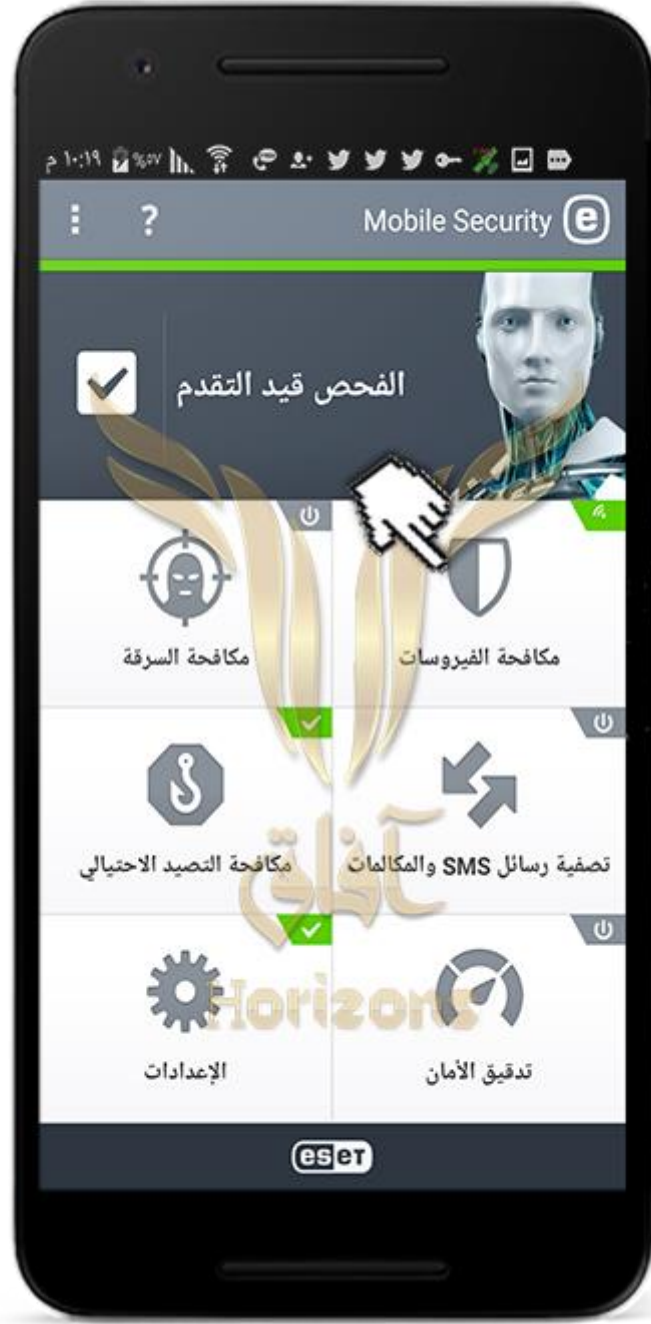 ١٠:١٩ م ٥٧%
Mobile Security e
الفحص قيد التقدم
مكافحة الفيروسات
مكافحة السرقة
تصفية رسائل SMS والمكالمات
مكافحة التصيد الاحتيالي
تدقيق الأمان
الإعدادات
آفاق
Horizons
eset